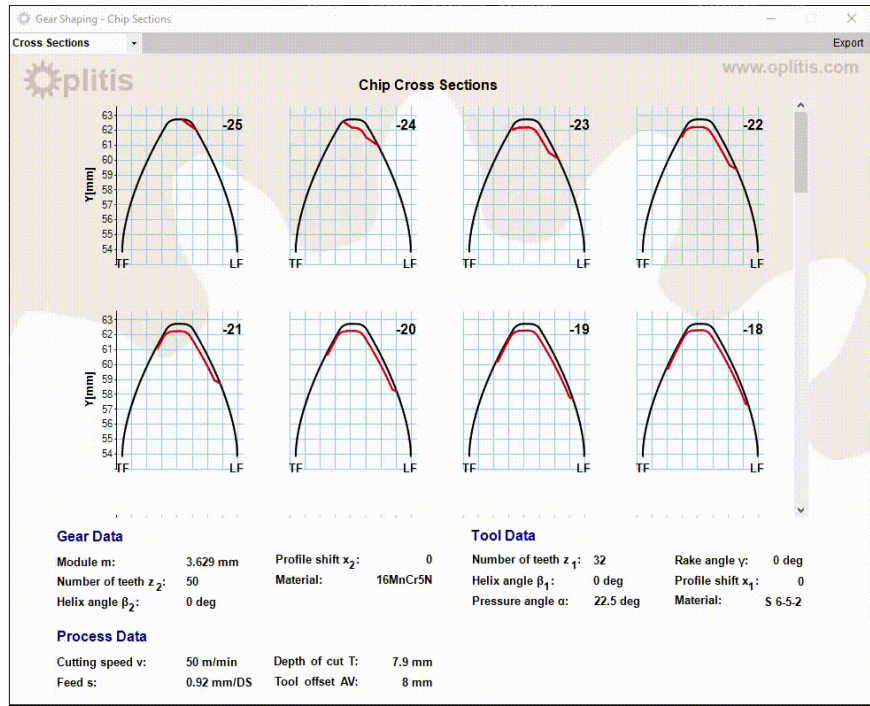 Gear Shaping - Chip Sections
Cross Sections
Export
Oplitis
www.oplitis.com
Chip Cross Sections
-25 -24 -23 -22
63
62
61
60
59
58
57
56
55
54
Y[mm]
TF LF TF LF TF LF TF LF
-21 -20 -19 -18
63
62
61
60
59
58
57
56
55
54
Y[mm]
TF LF TF LF TF LF TF LF
Gear Data
Module m: 3.629 mm Profile shift x2: 0
Number of teeth z2: 50 Material: 16MnCr5N
Helix angle β2: 0 deg
Tool Data
Number of teeth z1: 32 Rake angle γ: 0 deg
Helix angle β1: 0 deg Profile shift x1: 0
Pressure angle α: 22.5 deg Material: S 6-5-2
Process Data
Cutting speed v: 50 m/min Depth of cut T: 7.9 mm
Feed s: 0.92 mm/DS Tool offset AV: 8 mm